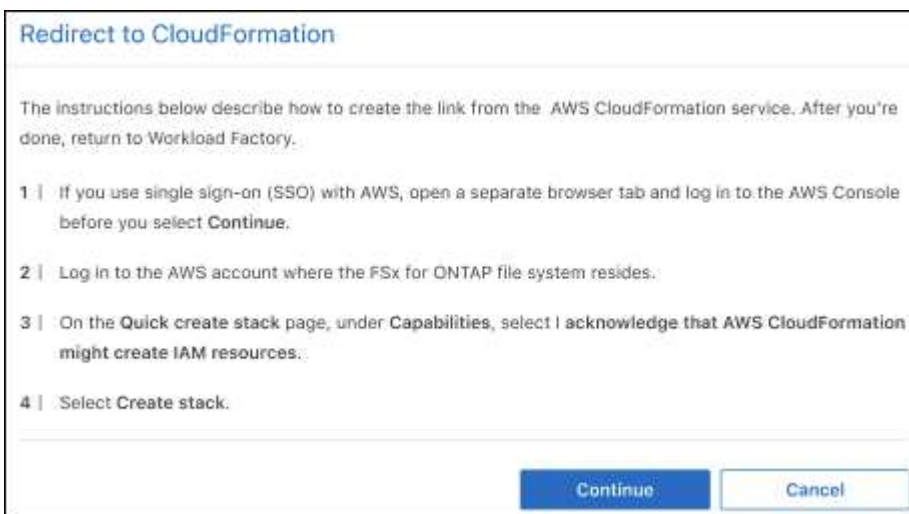 Redirect to CloudFormation
The instructions below describe how to create the link from the AWS CloudFormation service. After you're
done, return to Workload Factory.
1 | If you use single sign-on (SSO) with AWS, open a separate browser tab and log in to the AWS Console
before you select Continue.
2 | Log in to the AWS account where the FSx for ONTAP file system resides.
3 | On the Quick create stack page, under Capabilities, select I acknowledge that AWS CloudFormation
might create IAM resources.
4 | Select Create stack.
Continue Cancel